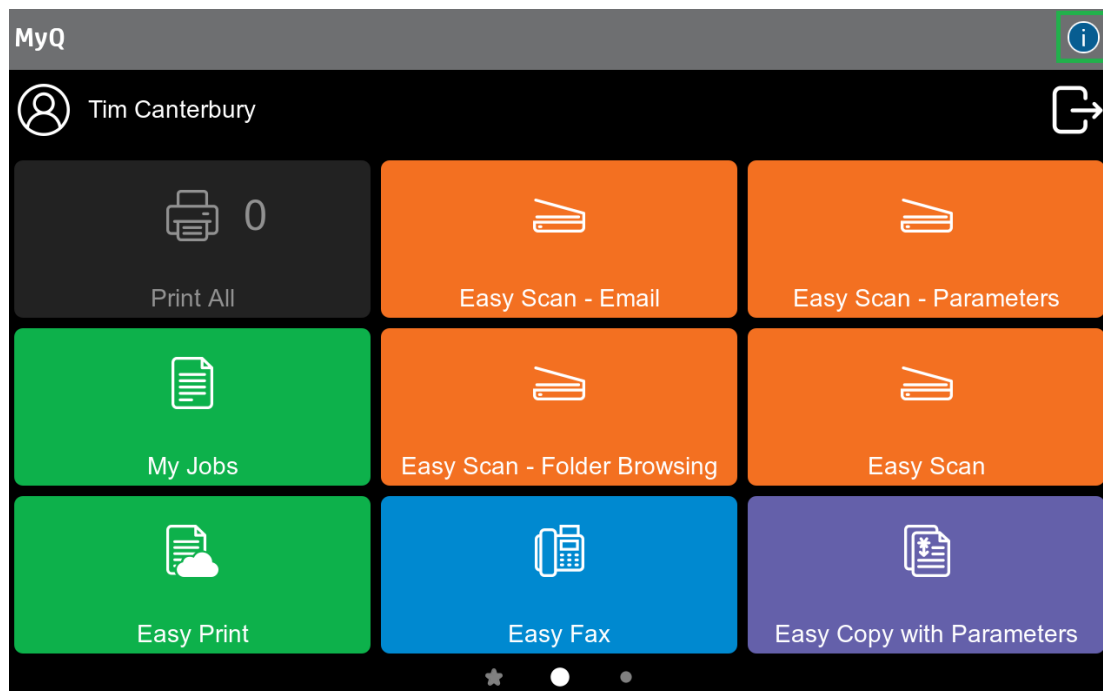 MyQ
i
Tim Canterbury
0
Print All
Easy Scan - Email
Easy Scan - Parameters
My Jobs
Easy Scan - Folder Browsing
Easy Scan
Easy Print
Easy Fax
¥
Easy Copy with Parameters